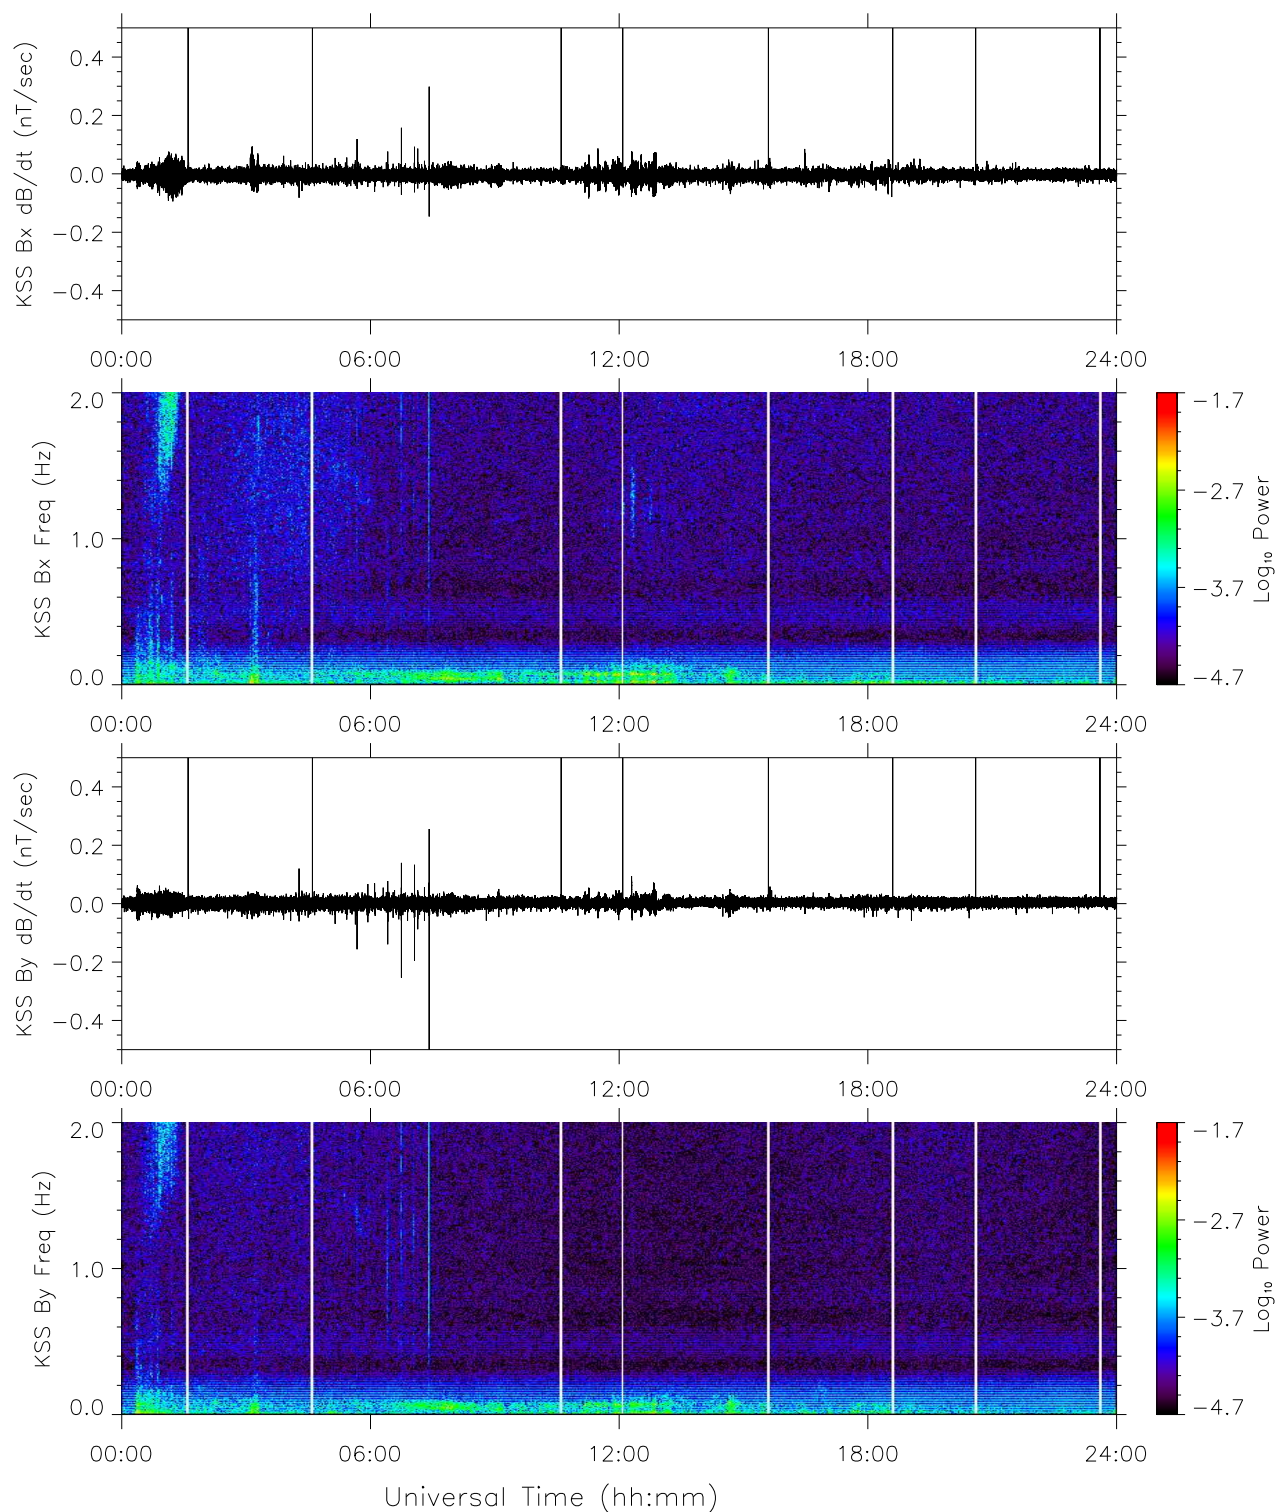 KSS Bx dB/dt (nT/sec)
0.4
0.2
0.0
−0.2
−0.4
00:00 06:00 12:00 18:00 24:00
KSS Bx Freq (Hz)
2.0
1.0
0.0
00:00 06:00 12:00 18:00 24:00
−1.7
−2.7
−3.7
−4.7
Log₁₀ Power
KSS By dB/dt (nT/sec)
0.4
0.2
0.0
−0.2
−0.4
00:00 06:00 12:00 18:00 24:00
KSS By Freq (Hz)
2.0
1.0
0.0
00:00 06:00 12:00 18:00 24:00
−1.7
−2.7
−3.7
−4.7
Log₁₀ Power
Universal Time (hh:mm)